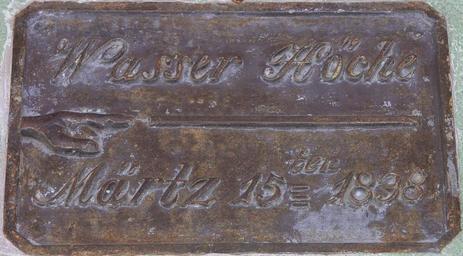 Wasser Höche
Märtz 15ten 1838